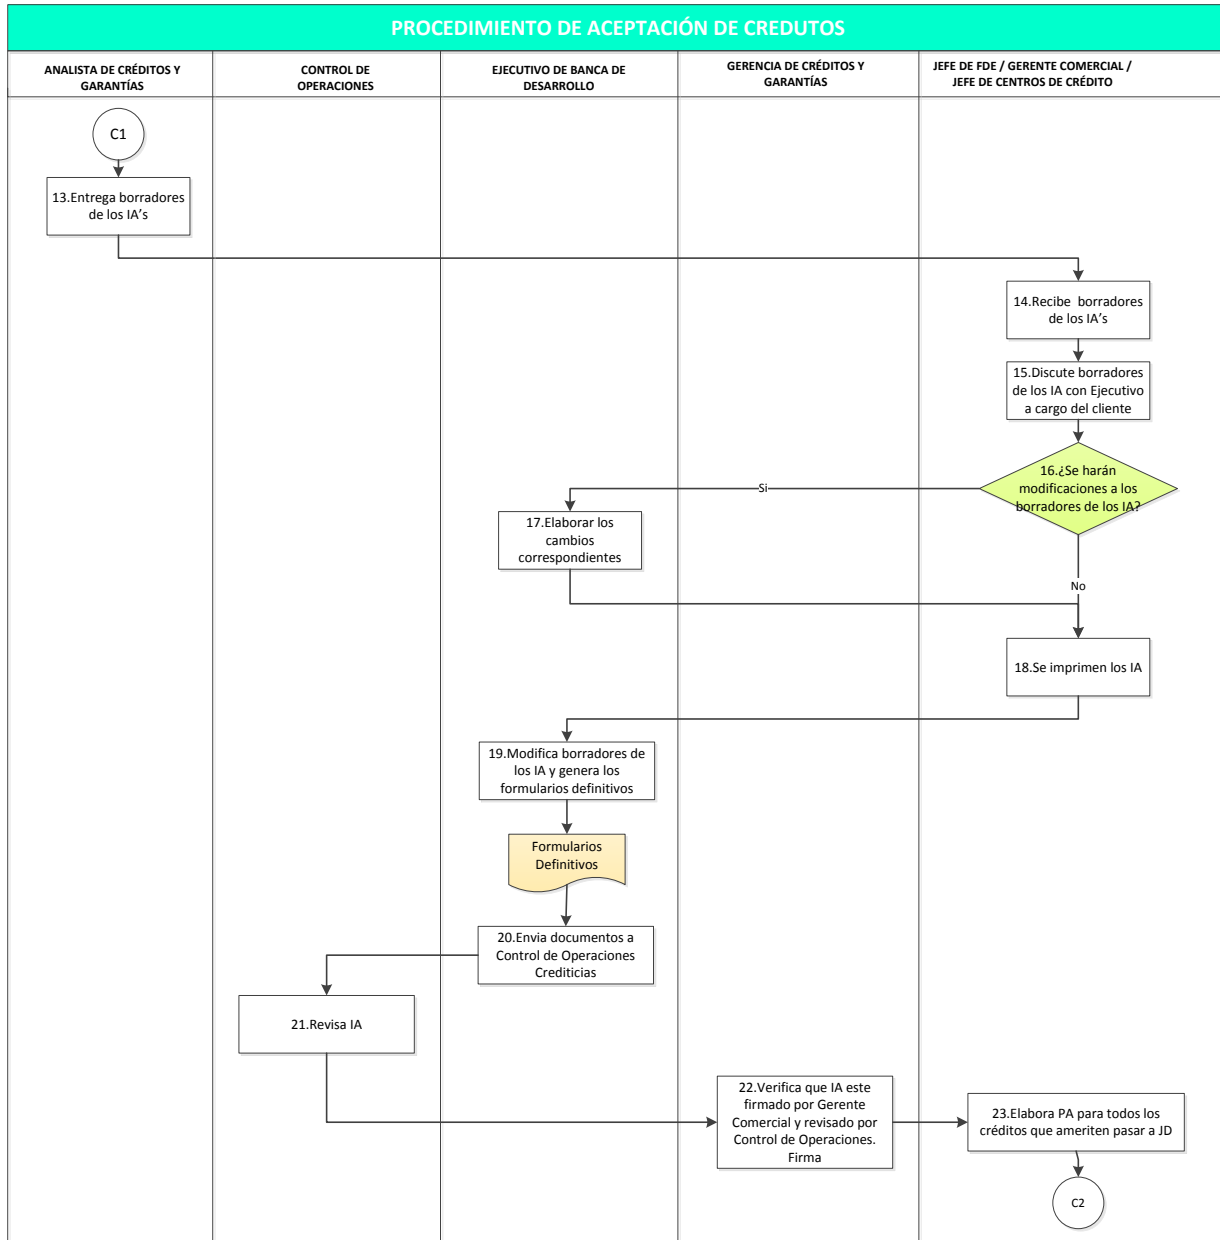 PROCEDIMIENTO DE ACEPTACIÓN DE CREDUTOS
ANALISTA DE CRÉDITOS Y
GARANTÍAS
CONTROL DE
OPERACIONES
EJECUTIVO DE BANCA DE
DESARROLLO
GERENCIA DE CRÉDITOS Y
GARANTÍAS
JEFE DE FDE / GERENTE COMERCIAL /
JEFE DE CENTROS DE CRÉDITO
C1
13.Entrega borradores
de los IA’s
14.Recibe borradores
de los IA’s
15.Discute borradores
de los IA con Ejecutivo
a cargo del cliente
16.¿Se harán
modificaciones a los
borradores de los IA?
Si
17.Elaborar los
cambios
correspondientes
No
18.Se imprimen los IA
19.Modifica borradores de
los IA y genera los
formularios definitivos
Formularios
Definitivos
20.Envia documentos a
Control de Operaciones
Crediticias
21.Revisa IA
22.Verifica que IA este
firmado por Gerente
Comercial y revisado por
Control de Operaciones.
Firma
23.Elabora PA para todos los
créditos que ameriten pasar a JD
C2